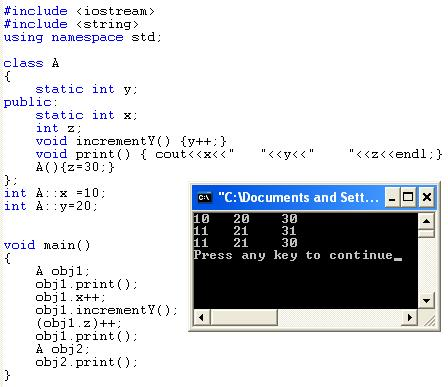 #include <iostream>
#include <string>
using namespace std;
class A
{
static int y;
public:
static int x;
int z;
void incrementY() {y++;}
void print() { cout<<x<<"   "<<y<<"    "<<z<<endl;}
A(){z=30;}
};
int A::x =10;
int A::y=20;
void main()
{
A obj1;
obj1.print();
obj1.x++;
obj1.incrementY();
(obj1.z)++;
obj1.print();
A obj2;
obj2.print();
}
"C:\Documents and Sett...
10   20    30
11   21    31
11   21    30
Press any key to continue_